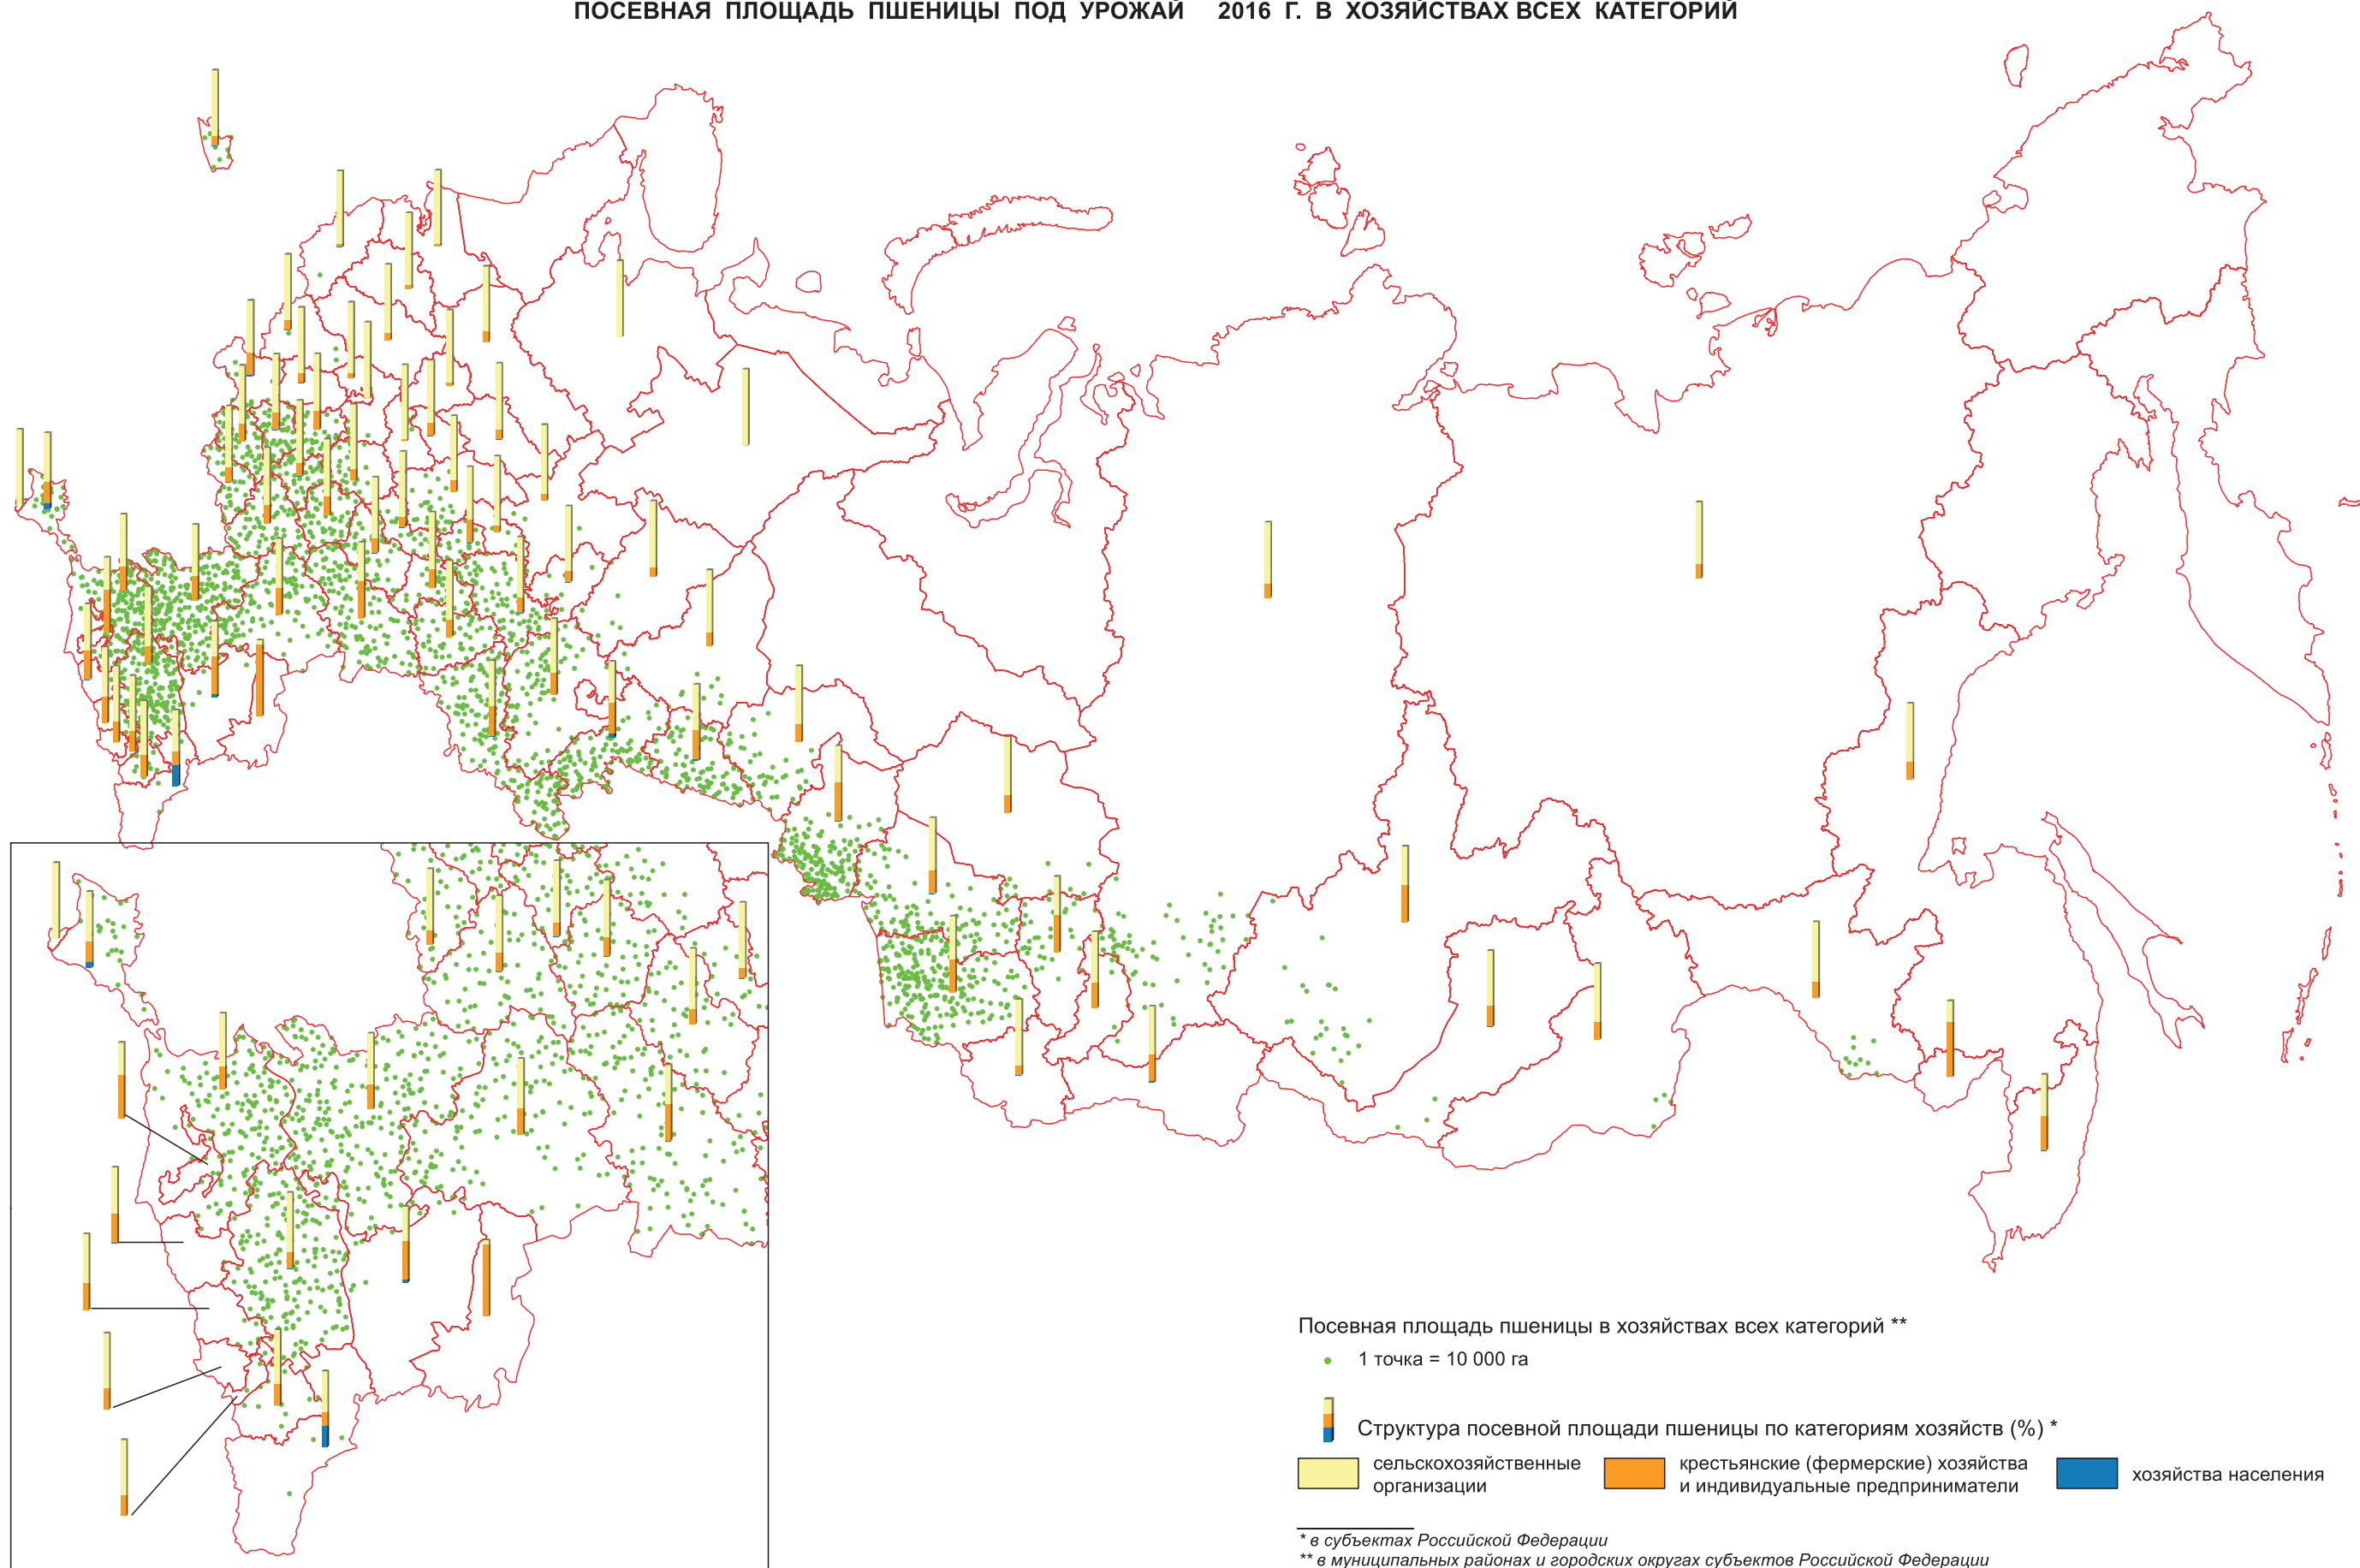 ПОСЕВНАЯ ПЛОЩАДЬ ПШЕНИЦЫ ПОД УРОЖАЙ 2016 Г. В ХОЗЯЙСТВАХ ВСЕХ КАТЕГОРИЙ
Посевная площадь пшеницы в хозяйствах всех категорий **
1 точка = 10 000 га
Структура посевной площади пшеницы по категориям хозяйств (%) *
сельскохозяйственные
организации
крестьянские (фермерские) хозяйства
и индивидуальные предприниматели
хозяйства населения
* в субъектах Российской Федерации
** в муниципальных районах и городских округах субъектов Российской Федерации